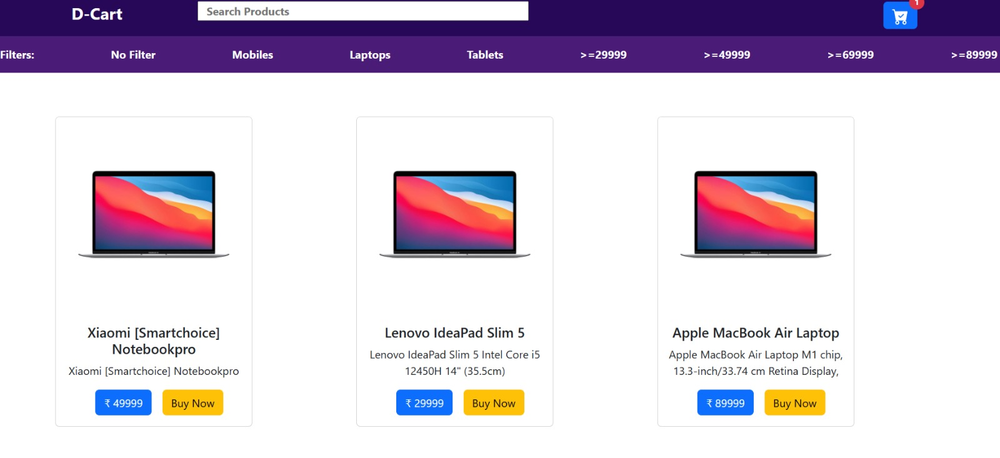 D-Cart
Search Products
1
Filters:
No Filter
Mobiles
Laptops
Tablets
>=29999
>=49999
>=69999
>=89999
Xiaomi [Smartchoice]
Notebookpro
Xiaomi [Smartchoice] Notebookpro
₹ 49999
Buy Now
Lenovo IdeaPad Slim 5
Lenovo IdeaPad Slim 5 Intel Core i5
12450H 14" (35.5cm)
₹ 29999
Buy Now
Apple MacBook Air Laptop
Apple MacBook Air Laptop M1 chip,
13.3-inch/33.74 cm Retina Display,
₹ 89999
Buy Now